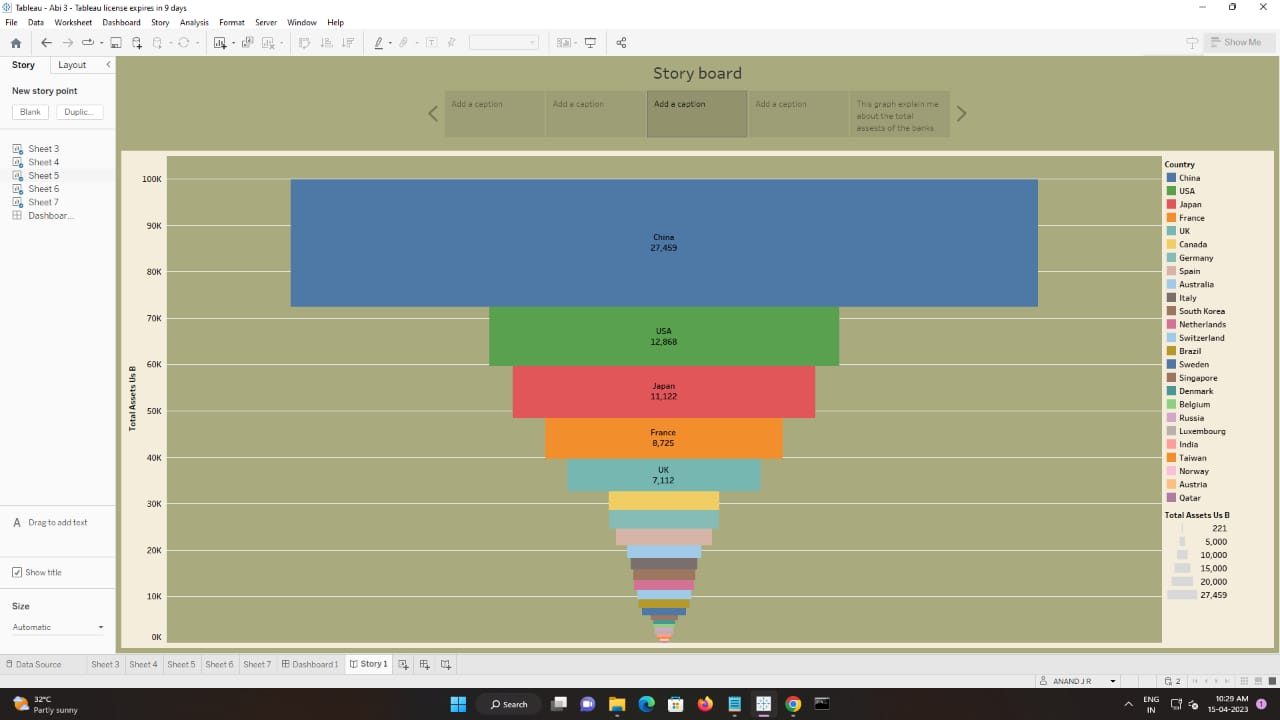 Tableau - Abi 3 - Tableau license expires in 9 days
File Data Worksheet Dashboard Story Analysis Format Server Window Help
Show Me
Story Layout
New story point
Blank Duplic...
Sheet 3
Sheet 4
Sheet 5
Sheet 6
Sheet 7
Dashboar...
A Drag to add text
Show title
Size
Automatic
Story board
Add a caption
Add a caption
Add a caption
Add a caption
This graph explain me
about the total
assests of the banks
Total Assets Us B
100K
90K
80K
70K
60K
50K
40K
30K
20K
10K
0K
China
27,459
USA
12,868
Japan
11,122
France
8,725
UK
7,112
Country
China
USA
Japan
France
UK
Canada
Germany
Spain
Australia
Italy
South Korea
Netherlands
Switzerland
Brazil
Sweden
Singapore
Denmark
Belgium
Russia
Luxembourg
India
Taiwan
Norway
Austria
Qatar
Total Assets Us B
221
5,000
10,000
15,000
20,000
27,459
Data Source Sheet 3 Sheet 4 Sheet 5 Sheet 6 Sheet 7 Dashboard 1 Story 1
ANAND J R 2
32°C
Partly sunny
Search
ENG
IN
10:29 AM
15-04-2023
1